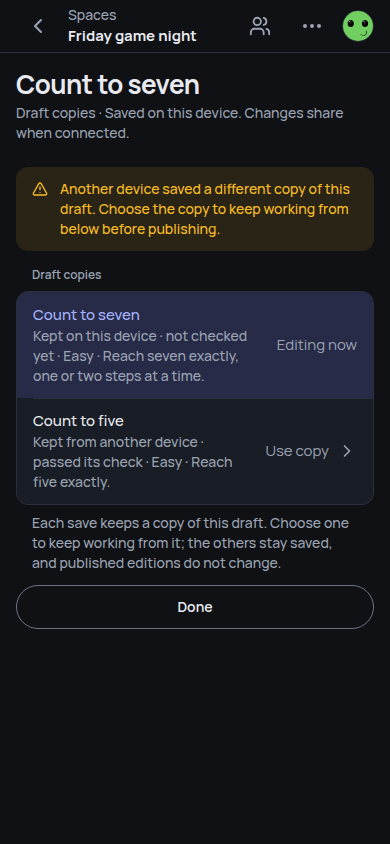 Spaces
Friday game night
Count to seven
Draft copies · Saved on this device. Changes share
when connected.
Another device saved a different copy of this
draft. Choose the copy to keep working from
below before publishing.
Draft copies
Count to seven
Kept on this device · not checked
yet · Easy · Reach seven exactly,
one or two steps at a time.
Editing now
Count to five
Kept from another device ·
passed its check · Easy · Reach
five exactly.
Use copy
Each save keeps a copy of this draft. Choose one
to keep working from it; the others stay saved,
and published editions do not change.
Done